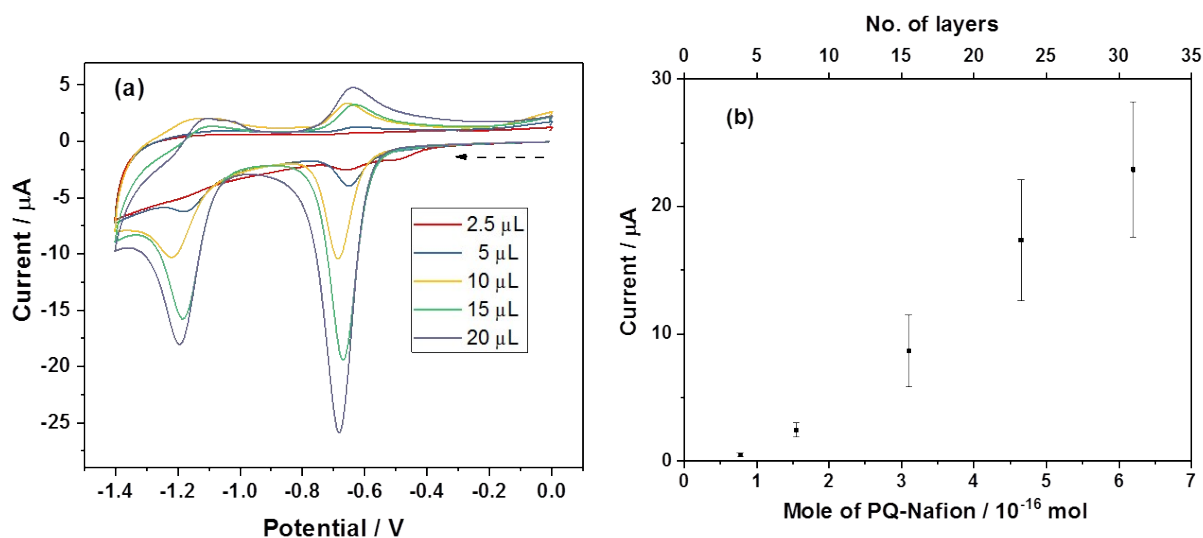 (a)
5
0
-5
-10
-15
-20
-25
Current / μA
2.5 μL
5 μL
10 μL
15 μL
20 μL
-1.4 -1.2 -1.0 -0.8 -0.6 -0.4 -0.2 0.0
Potential / V
No. of layers
0 5 10 15 20 25 30 35
(b)
30
20
10
0
Current / μA
0 1 2 3 4 5 6 7
Mole of PQ-Nafion / 10⁻¹⁶ mol